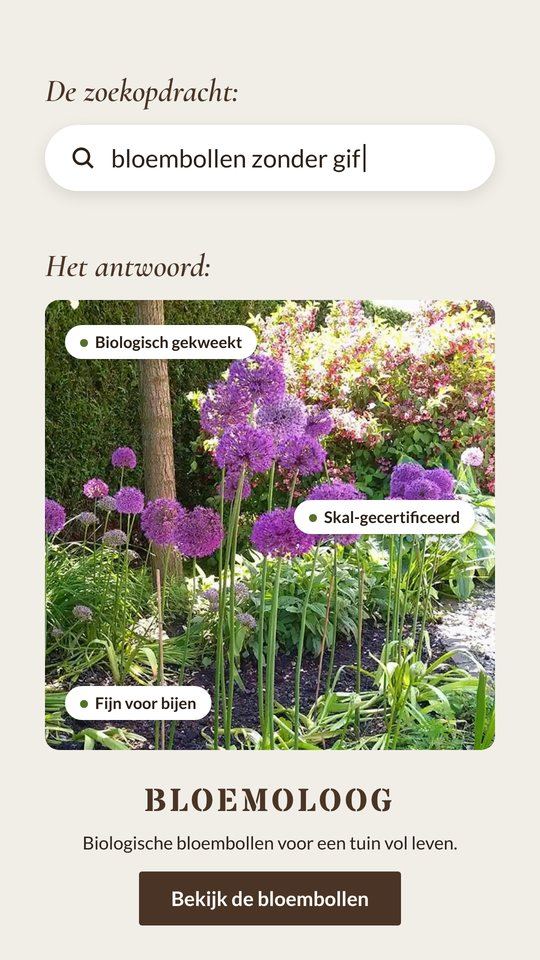 De zoekopdracht:
bloembollen zonder gif
Het antwoord:
Biologisch gekweekt
Skal-gecertificeerd
Fijn voor bijen
BLOEMOLOOG
Biologische bloembollen voor een tuin vol leven.
Bekijk de bloembollen